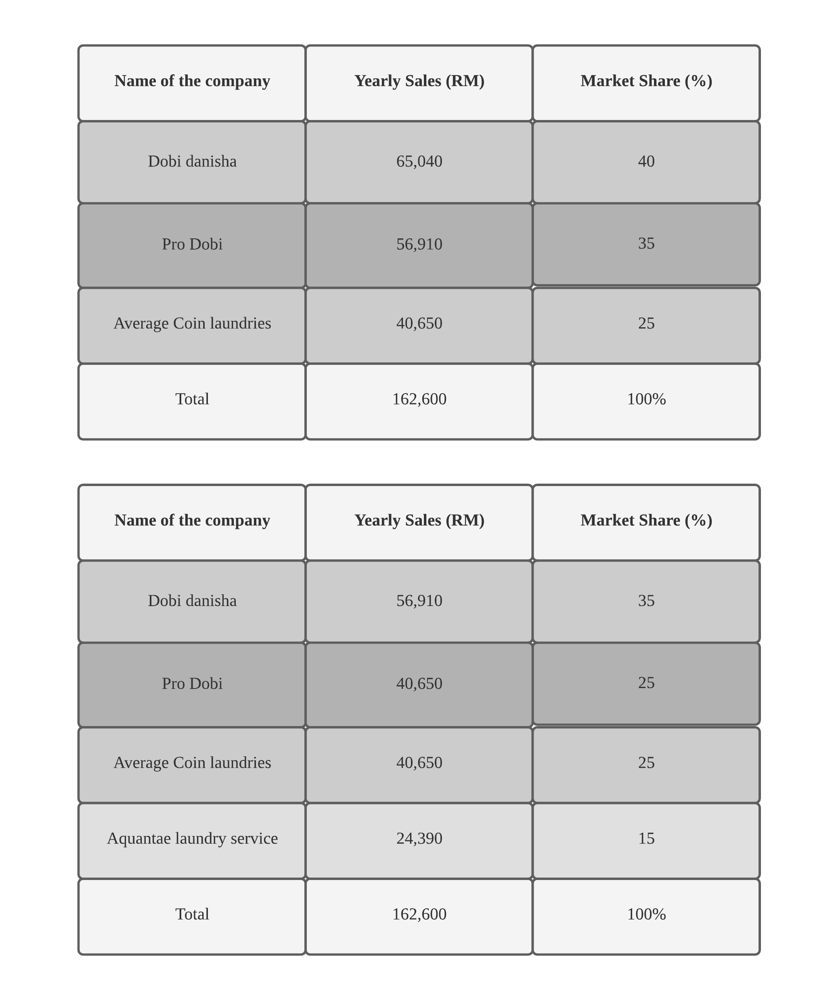 Name of the company Yearly Sales (RM) Market Share (%)
Dobi danisha 65,040 40
Pro Dobi 56,910 35
Average Coin laundries 40,650 25
Total 162,600 100%
Name of the company Yearly Sales (RM) Market Share (%)
Dobi danisha 56,910 35
Pro Dobi 40,650 25
Average Coin laundries 40,650 25
Aquantae laundry service 24,390 15
Total 162,600 100%